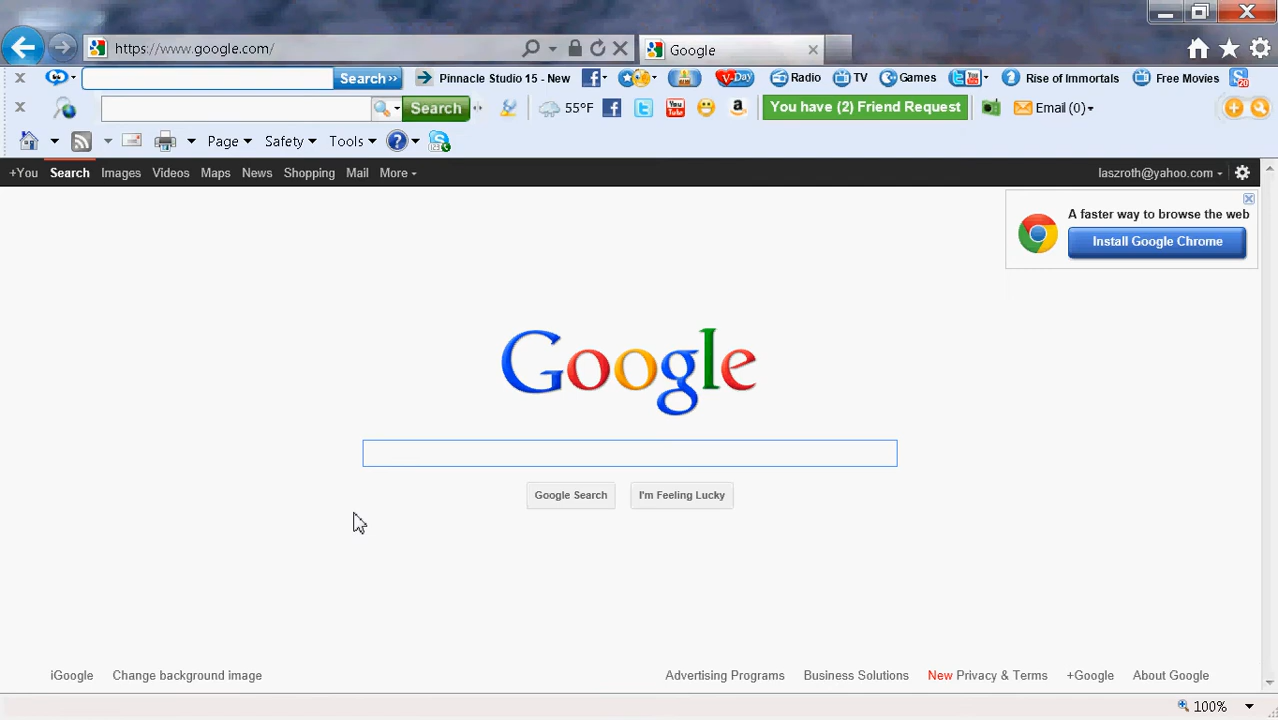 https://www.google.com/
Google
Search>>
Pinnacle Studio 15 - New
V-Day
Radio
TV
Games
Rise of Immortals
Free Movies
Search
55°F
You have (2) Friend Request
Email (0)
Page
Safety
Tools
+You Search Images Videos Maps News Shopping Mail More
laszroth@yahoo.com
A faster way to browse the web
Install Google Chrome
Google
Google Search
I'm Feeling Lucky
iGoogle Change background image
Advertising Programs Business Solutions New Privacy & Terms +Google About Google
100%